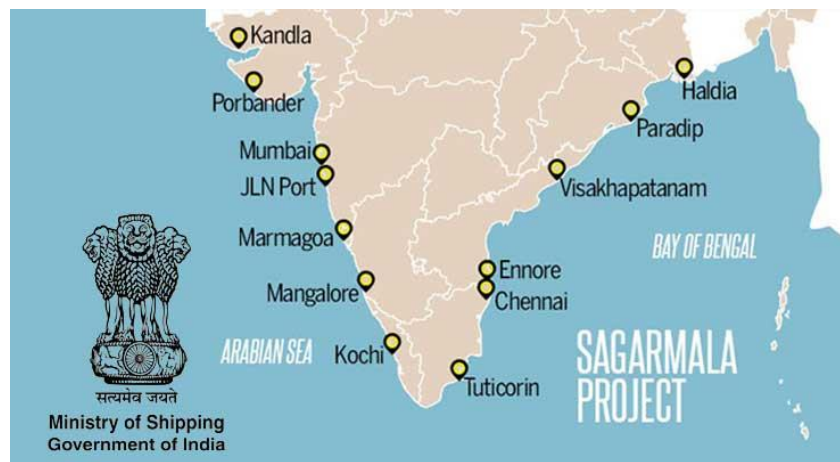 Kandla
Porbander
Mumbai
JLN Port
Marmagoa
Mangalore
Kochi
Haldia
Paradip
Visakhapatanam
Ennore
Chennai
Tuticorin
BAY OF BENGAL
ARABIAN SEA
SAGARMALA
PROJECT
सत्यमेव जयते
Ministry of Shipping
Government of India